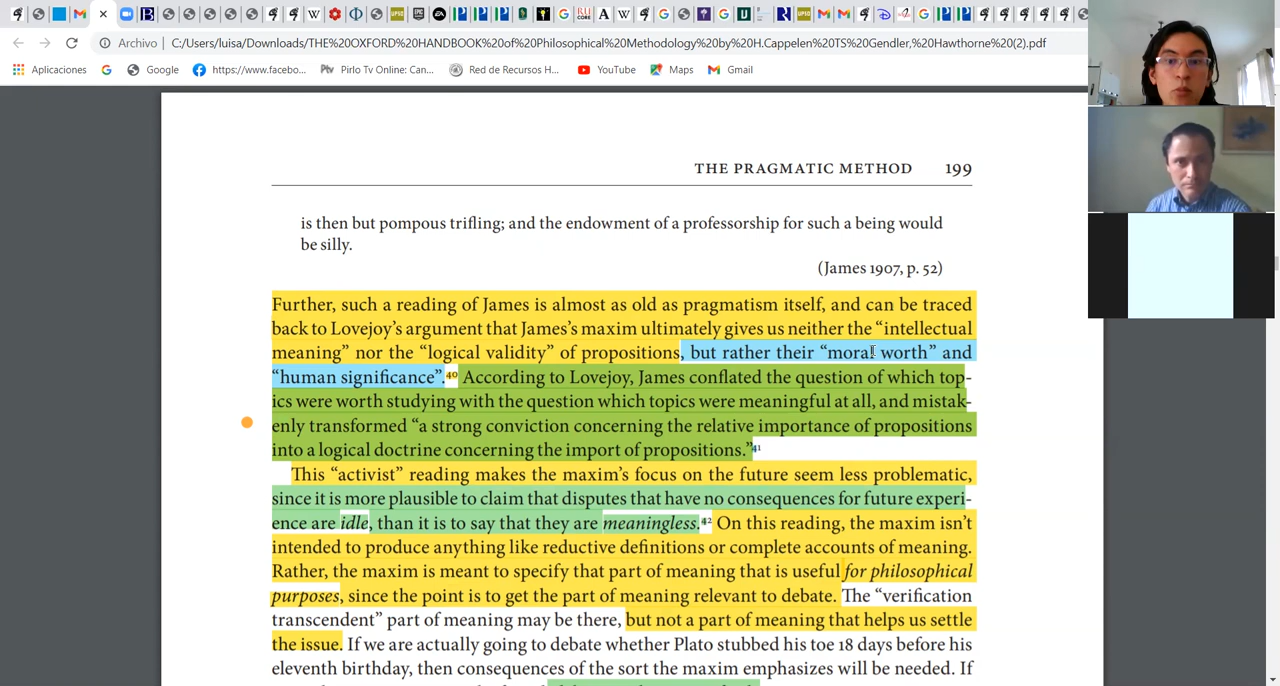 Archivo
C:/Users/luisa/Downloads/THE%20OXFORD%20HANDBOOK%20of%20Philosophical%20Methodology%20by%20H.Cappelen%20TS%20Gendler,%20Hawthorne%20(2).pdf
Aplicaciones
Google
https://www.facebo...
Ptv Pirlo Tv Online: Can...
Red de Recursos H...
YouTube
Maps
Gmail
THE PRAGMATIC METHOD 199
is then but pompous trifling; and the endowment of a professorship for such a being would
be silly.
(James 1907, p. 52)
Further, such a reading of James is almost as old as pragmatism itself, and can be traced
back to Lovejoy’s argument that James’s maxim ultimately gives us neither the “intellectual
meaning” nor the “logical validity” of propositions, but rather their “moral worth” and
“human significance”.40 According to Lovejoy, James conflated the question of which top-
ics were worth studying with the question which topics were meaningful at all, and mistak-
enly transformed “a strong conviction concerning the relative importance of propositions
into a logical doctrine concerning the import of propositions.”41
This “activist” reading makes the maxim’s focus on the future seem less problematic,
since it is more plausible to claim that disputes that have no consequences for future experi-
ence are idle, than it is to say that they are meaningless.42 On this reading, the maxim isn’t
intended to produce anything like reductive definitions or complete accounts of meaning.
Rather, the maxim is meant to specify that part of meaning that is useful for philosophical
purposes, since the point is to get the part of meaning relevant to debate. The “verification
transcendent” part of meaning may be there, but not a part of meaning that helps us settle
the issue. If we are actually going to debate whether Plato stubbed his toe 18 days before his
eleventh birthday, then consequences of the sort the maxim emphasizes will be needed. If